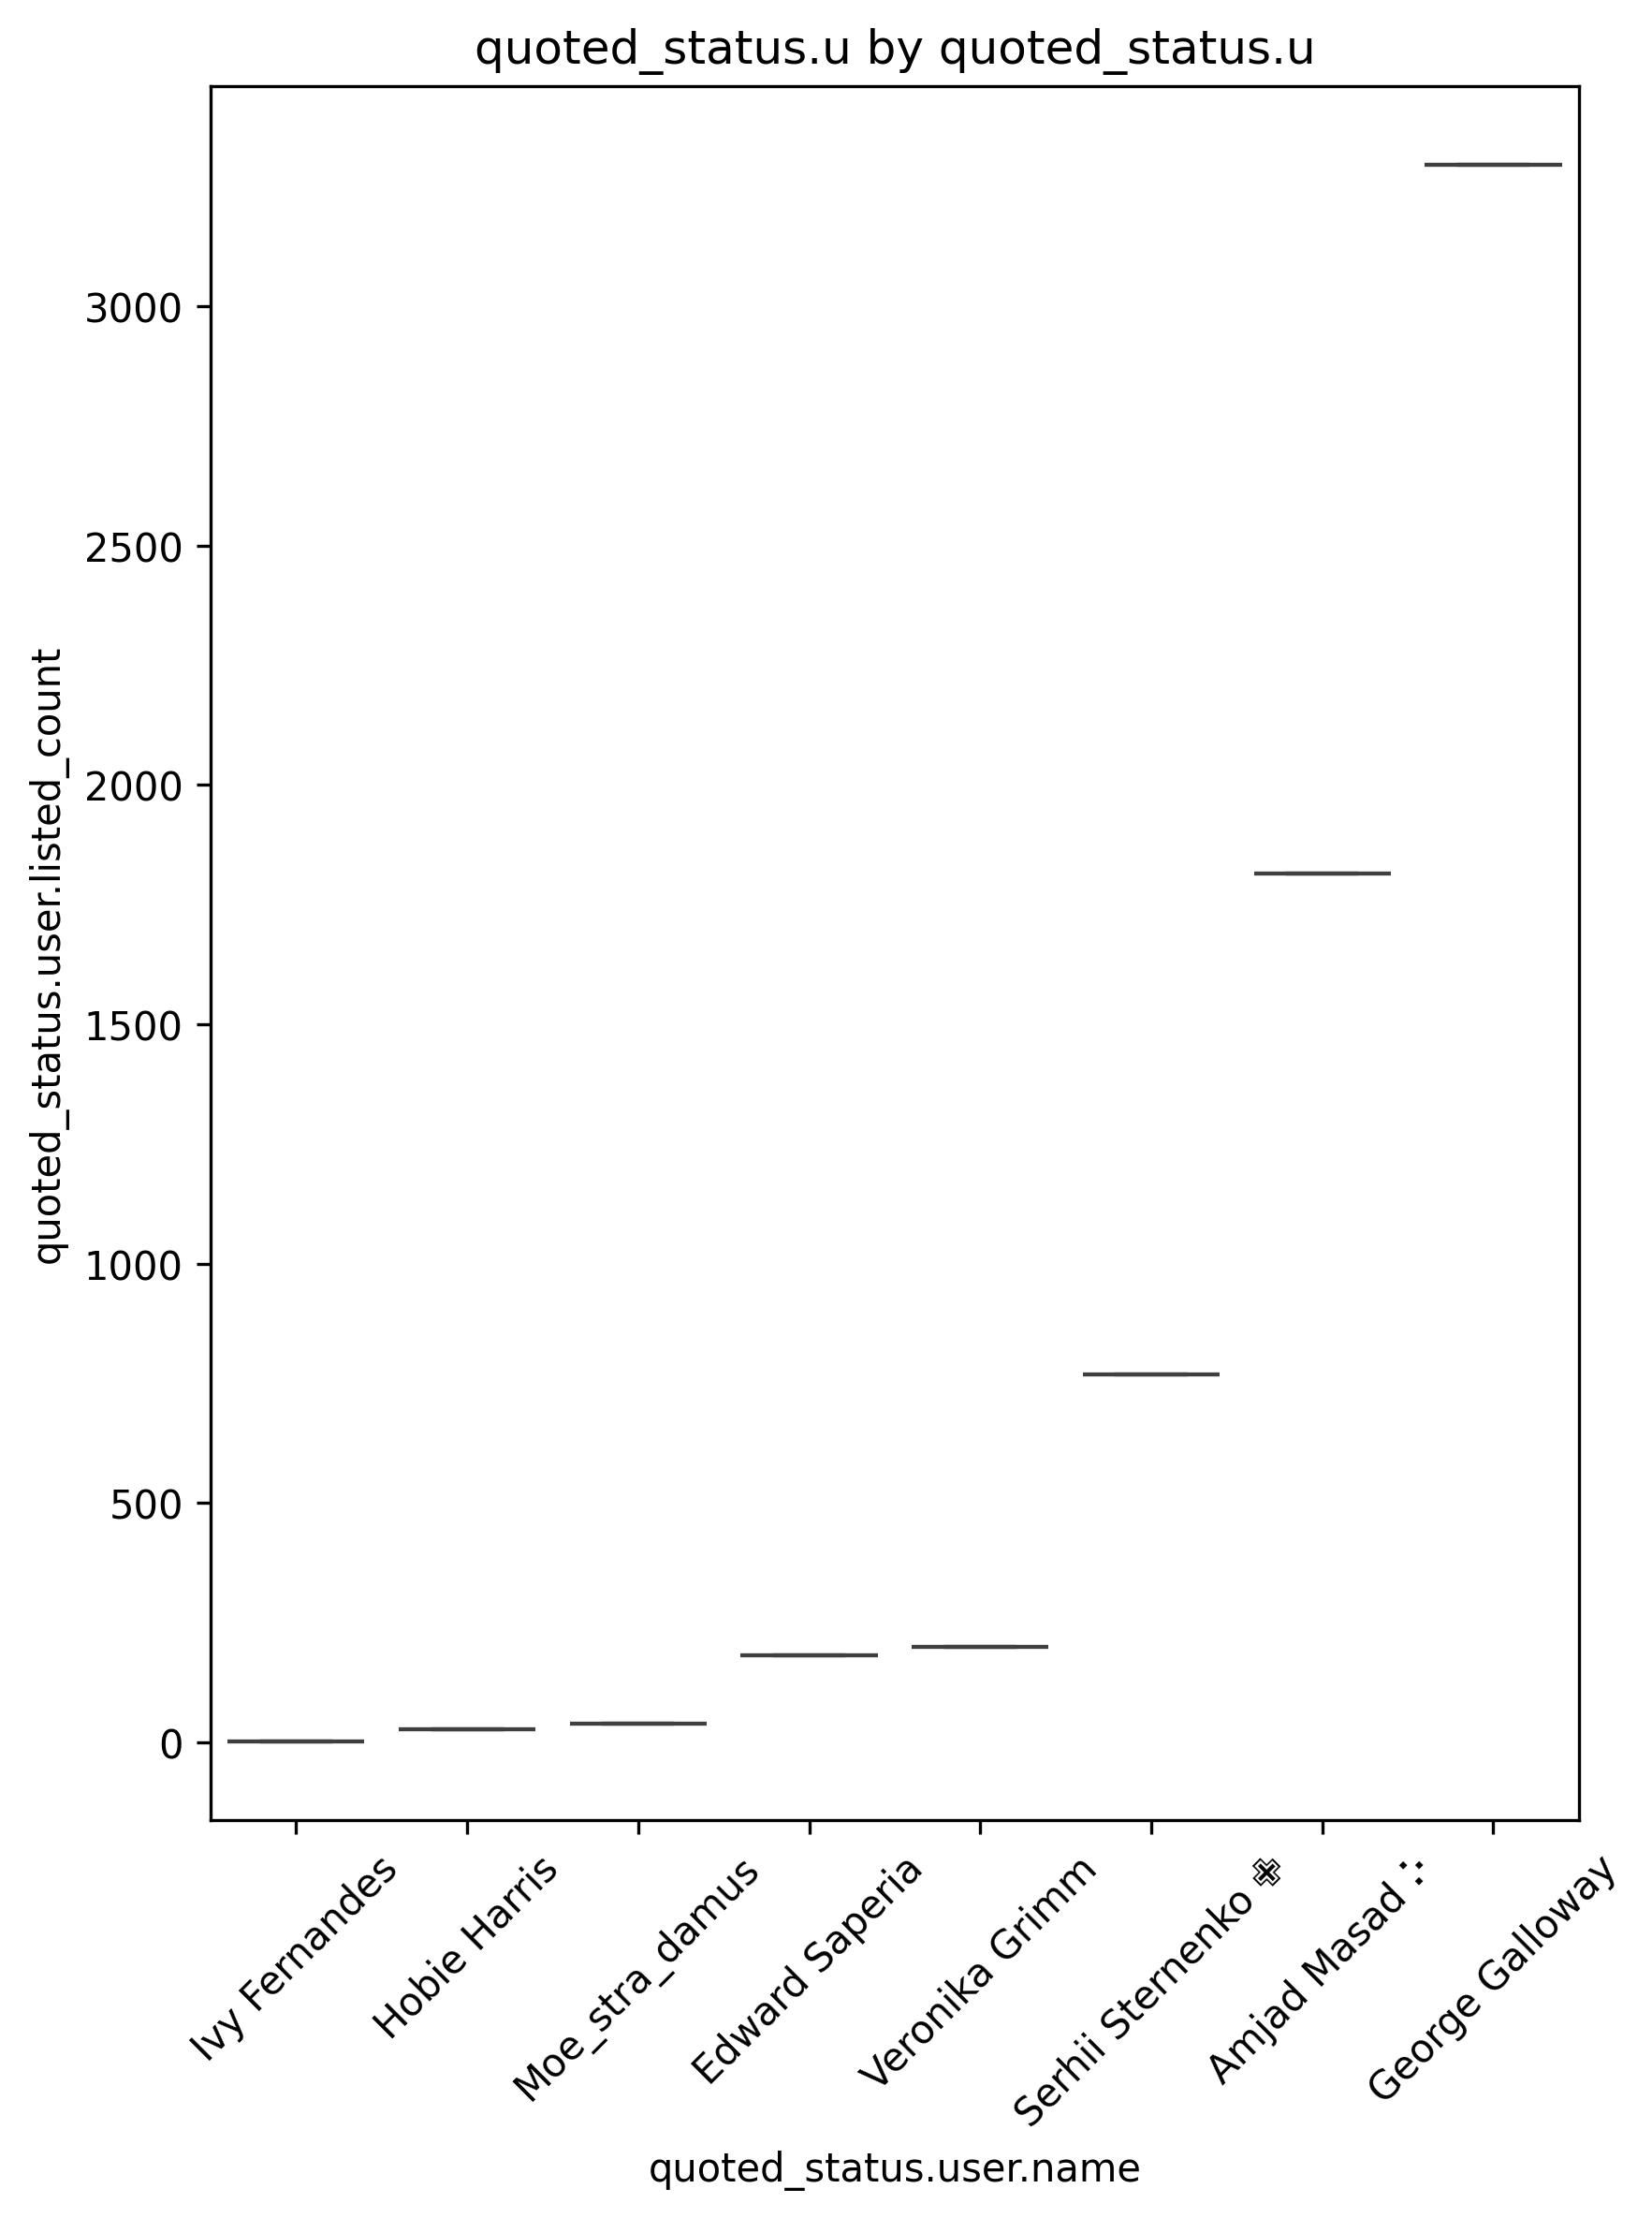 quoted_status.u by quoted_status.u
quoted_status.user.listed_count
3000
2500
2000
1500
1000
500
0
Ivy Fernandes
Hobie Harris
Moe_stra_damus
Edward Saperia
Veronika Grimm
Serhii Sternenko ✙
Amjad Masad ⠕
George Galloway
quoted_status.user.name